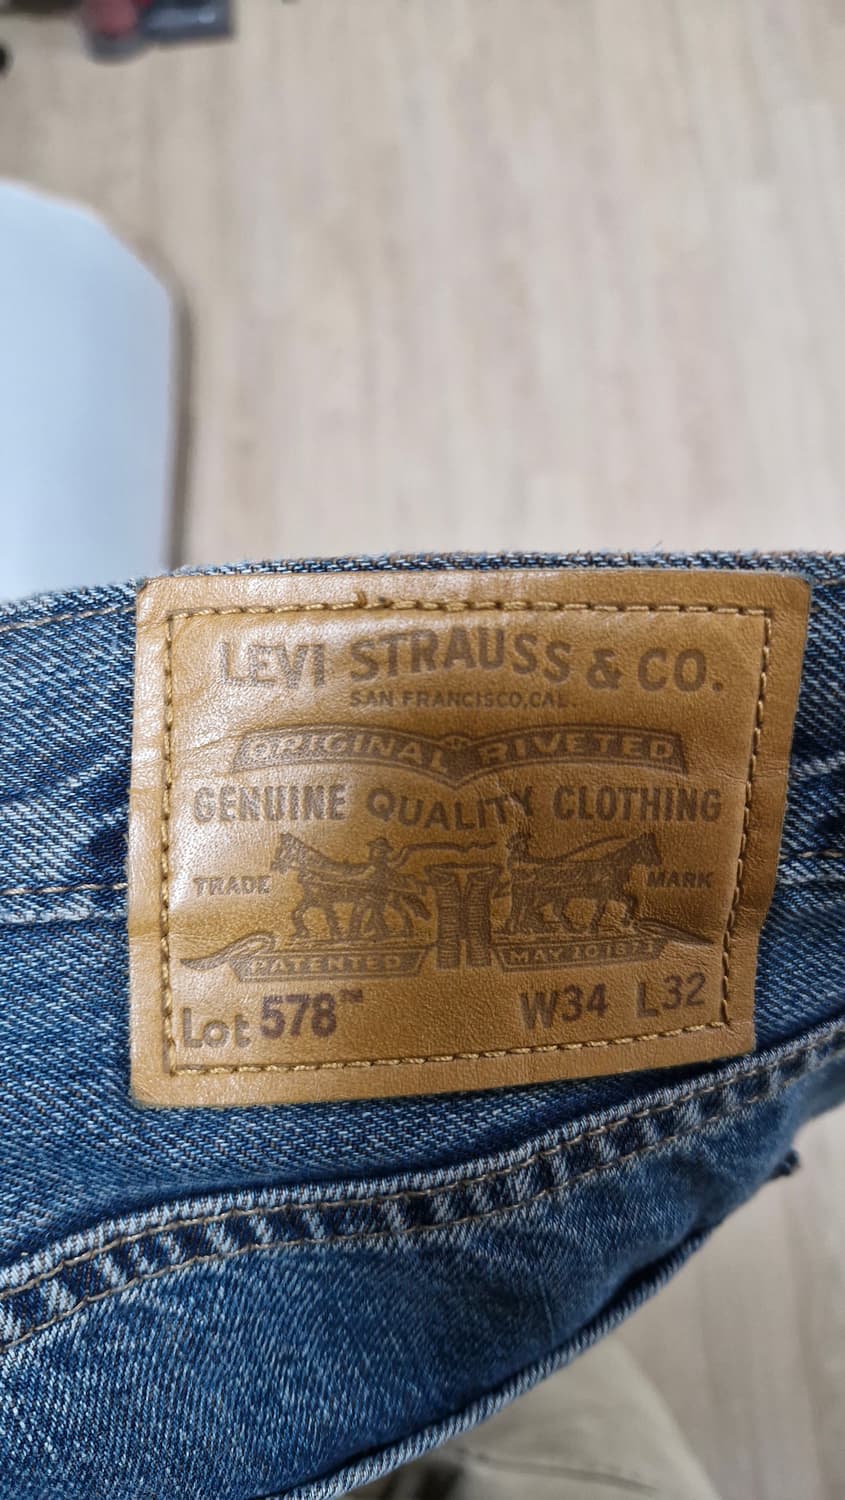 LEVI STRAUSS & CO.
SAN FRANCISCO, CAL.
ORIGINAL RIVETED
GENUINE QUALITY CLOTHING
TRADE MARK
PATENTED MAY 20 1873
Lot 578™ W34 L32